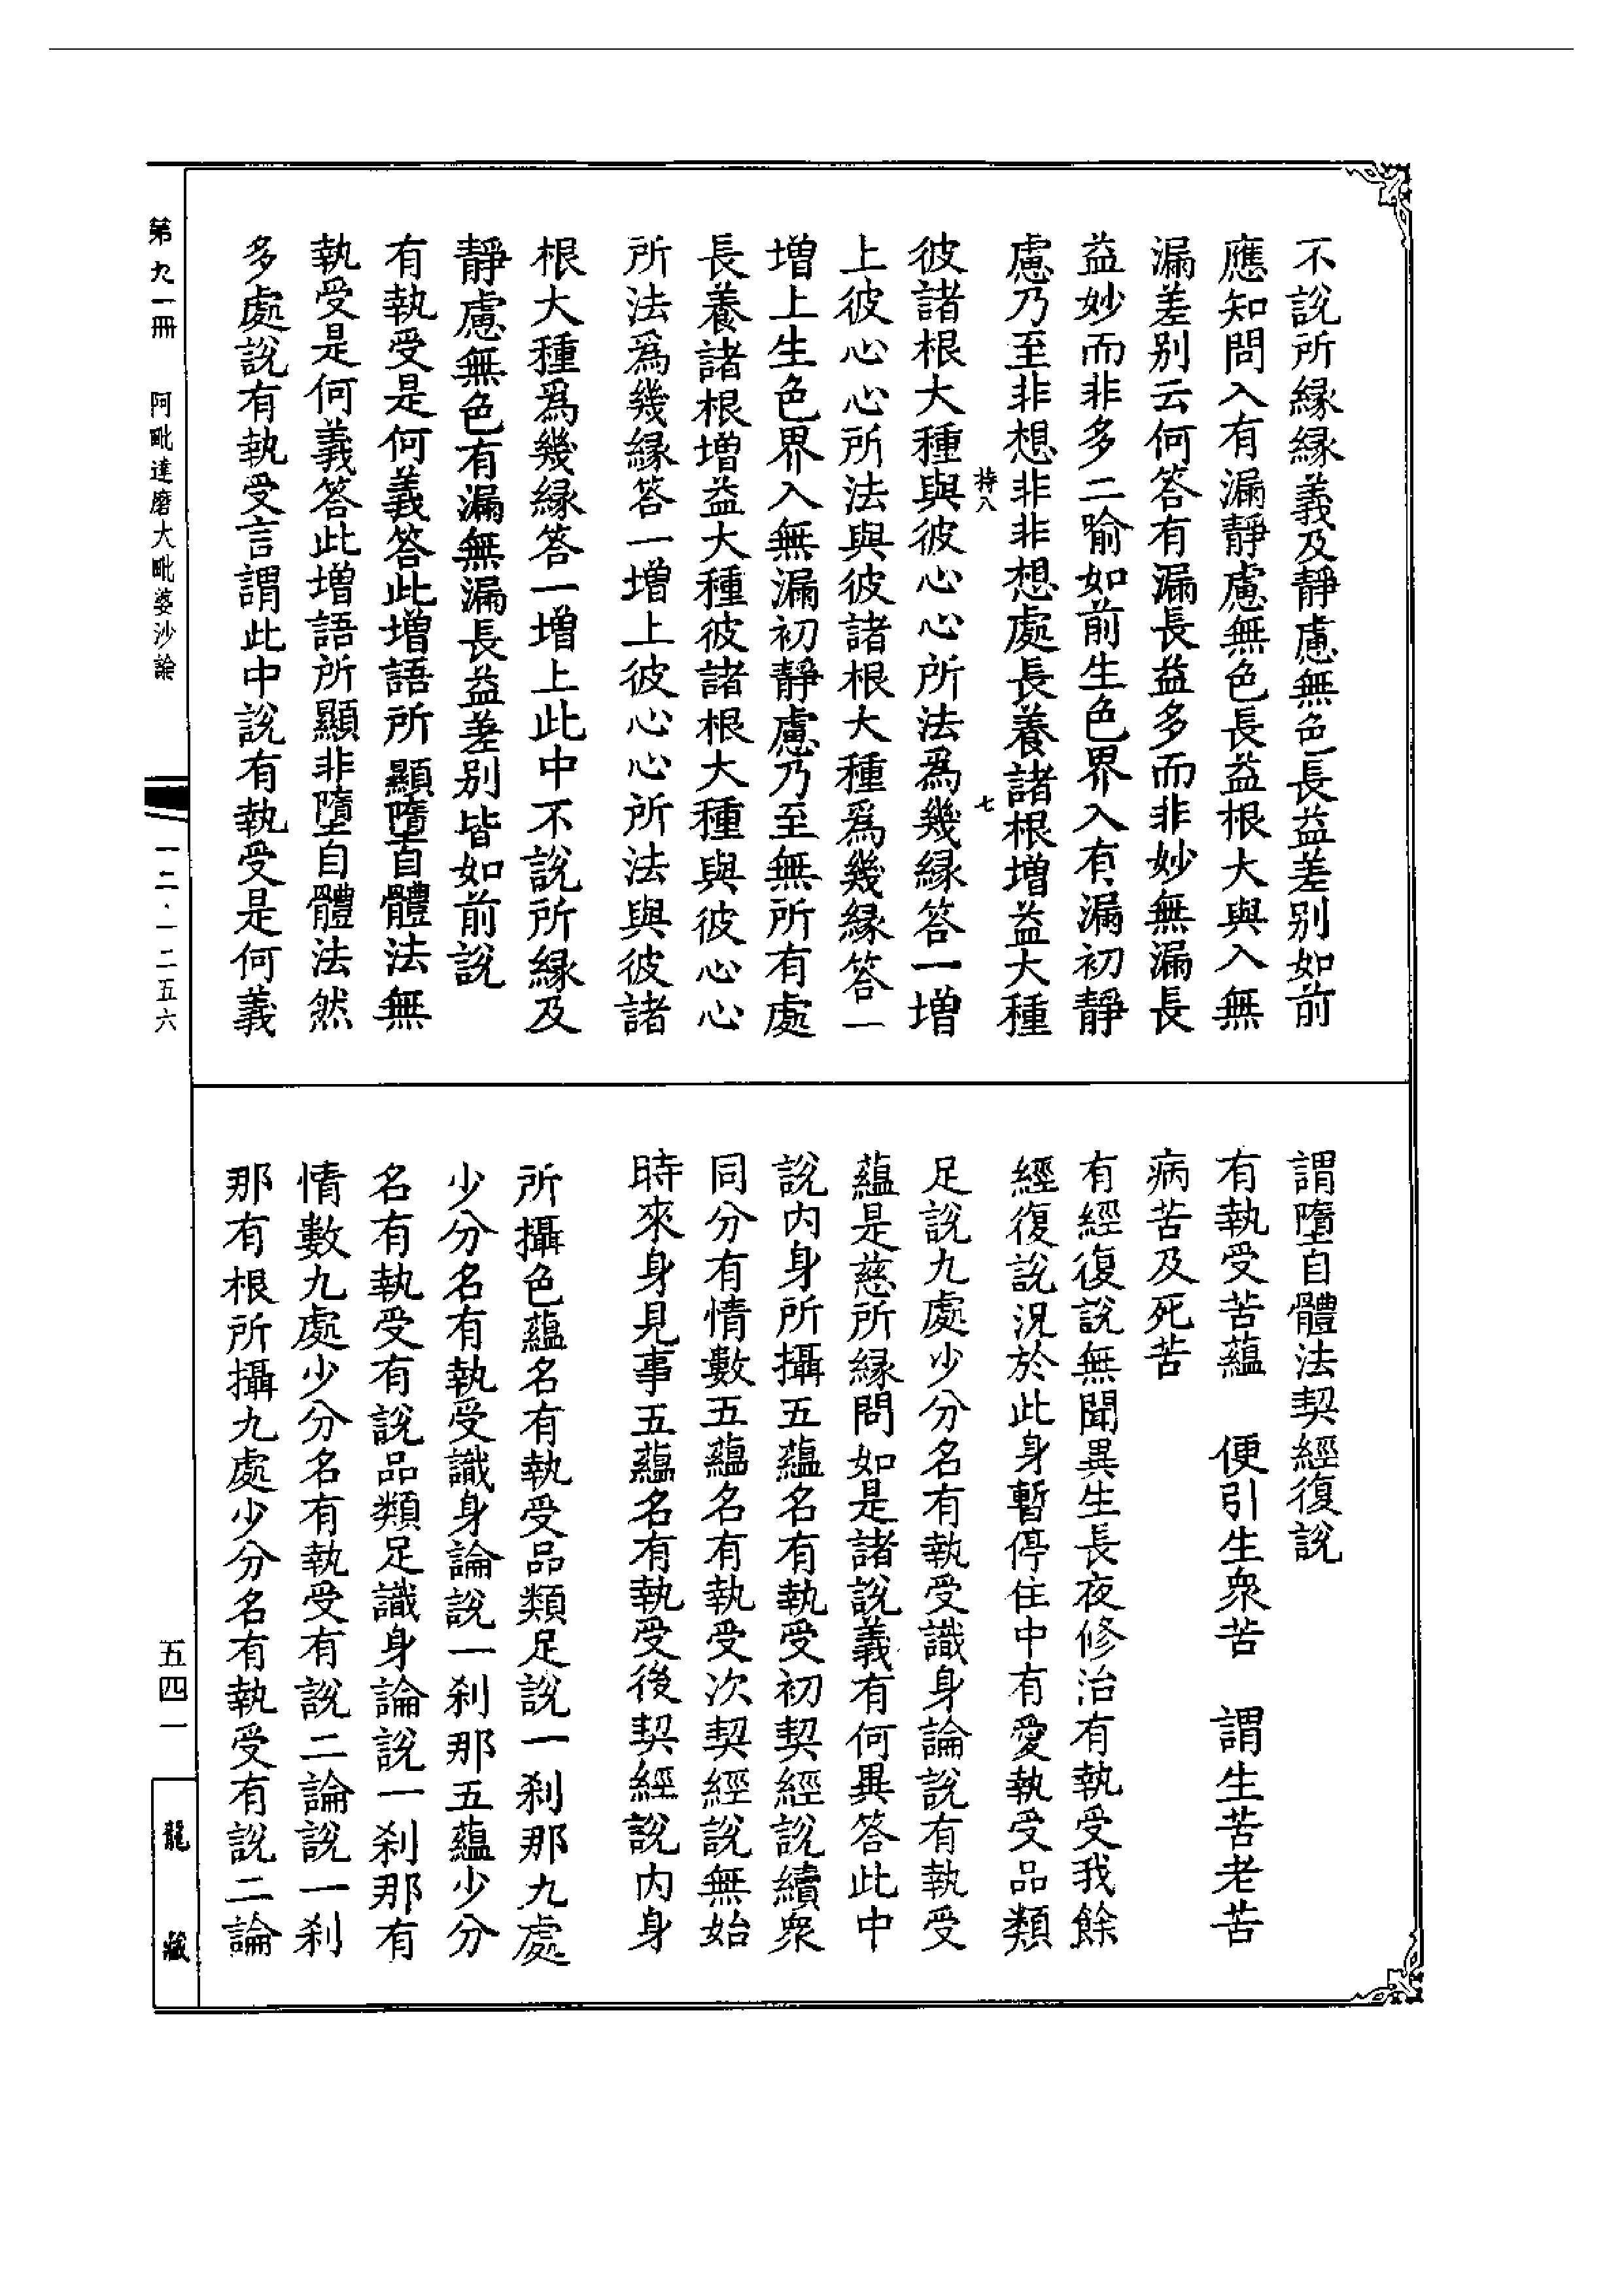 不說所緣緣義及靜慮無色長益差别如前
應知問入有漏靜慮無色長益根大與入無
漏差别云何答有漏長益多而非妙無漏長
益妙而非多二喻如前生色界入有漏初靜
慮乃至非想非非想處長養諸根增益大種
持八 七
彼諸根大種與彼心心所法爲幾緣答一增
上彼心心所法與彼諸根大種爲幾緣答一
增上生色界入無漏初靜慮乃至無所有處
長養諸根增益大種彼諸根大種與彼心心
所法爲幾緣答一增上彼心心所法與彼諸
根大種爲幾緣答一增上此中不說所緣及
靜慮無色有漏無漏長益差别皆如前說
有執受是何義答此增語所顯墮自體法無
執受是何義答此增語所顯非墮自體法然
多處說有執受言謂此中說有執受是何義
謂墮自體法契經復說
有執受苦蘊　便引生衆苦　謂生苦老苦
病苦及死苦
有經復說無聞異生長夜修治有執受我餘
經復說況於此身暫停住中有愛執受品類
足說九處少分名有執受識身論說有執受
蘊是慈所緣問如是諸說義有何異答此中
說内身所攝五蘊名有執受初契經說續衆
同分有情數五蘊名有執受次契經說無始
時來身見事五蘊名有執受後契經說内身
所攝色蘊名有執受品類足說一刹那九處
少分名有執受識身論說一刹那五蘊少分
名有執受有說品類足識身論說一刹那有
情數九處少分名有執受有說二論說一刹
那有根所攝九處少分名有執受有說二論
第九一冊　阿毗達磨大毗婆沙論
一二·一二五六
五四一
龍藏